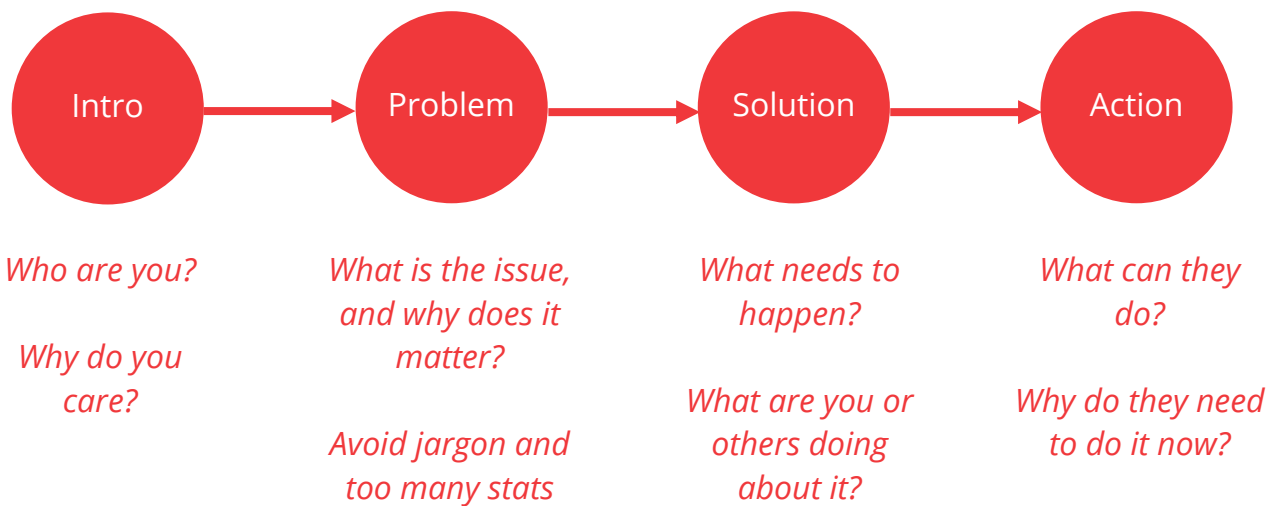 Intro
Problem
Solution
Action
Who are you?
Why do you
care?
What is the issue,
and why does it
matter?
Avoid jargon and
too many stats
What needs to
happen?
What are you or
others doing
about it?
What can they
do?
Why do they need
to do it now?